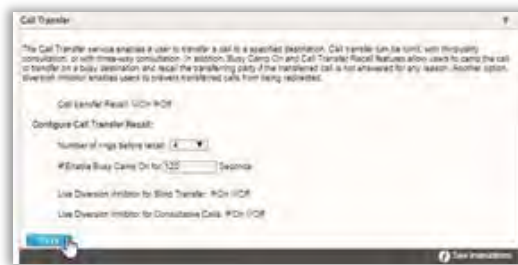 Call Transfer ?
The Call Transfer service enables a user to transfer a call to a specified destination. Call transfer can be blind, with third-party
consultation, or with three-way consultation. In addition, Busy Camp On and Call Transfer Recall features allow users to camp the call
to transfer on a busy destination and recall the transferring party if the transferred call is not answered for any reason. Another option,
diversion inhibitor enables users to prevent transferred calls from being redirected.
Call transfer Recall: On Off
Configure Call Transfer Recall:
Number of rings before recall: 4
Enable Busy Camp On for 120 Seconds
Use Diversion Inhibitor for Blind Transfer: On Off
Use Diversion Inhibitor for Consultative Calls: On Off